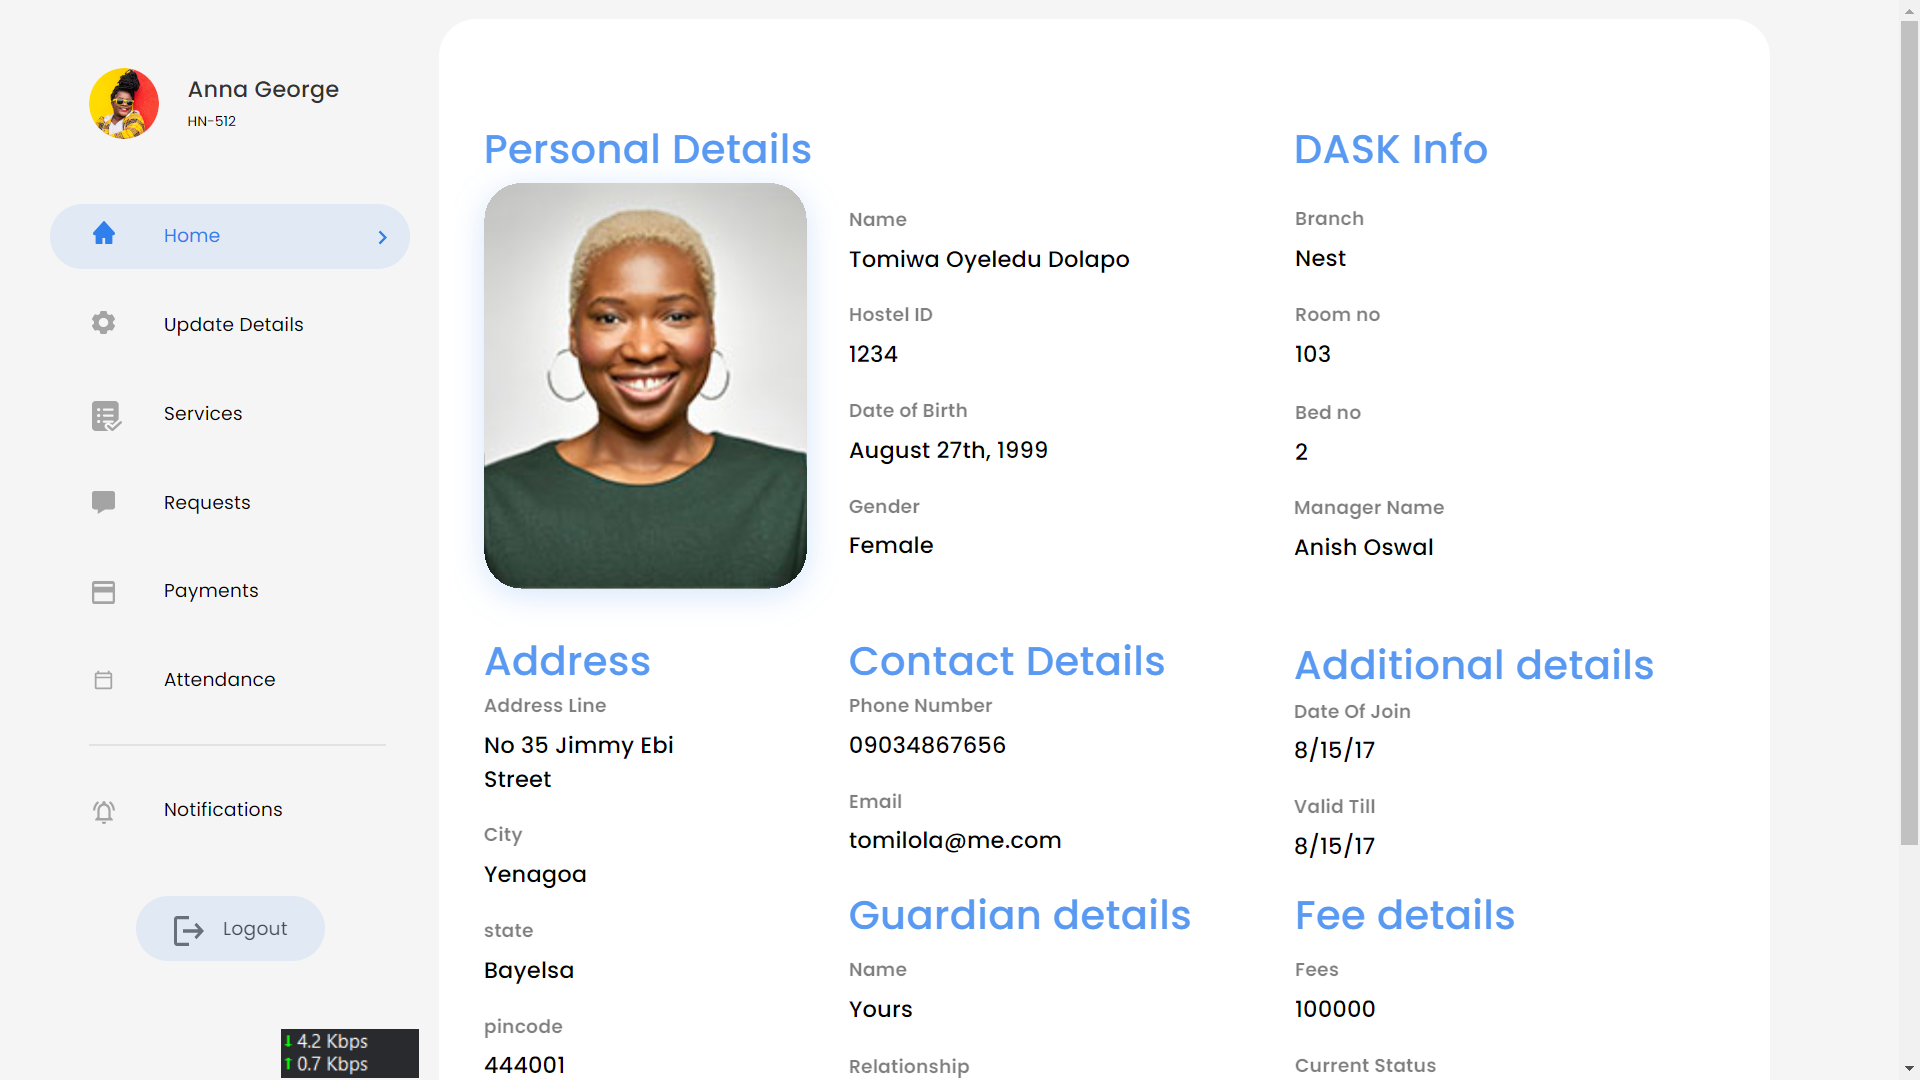 Anna George
HN-512
Home
Update Details
Services
Requests
Payments
Attendance
Notifications
Logout
4.2 Kbps
0.7 Kbps
Personal Details
Name
Tomiwa Oyeledu Dolapo
Hostel ID
1234
Date of Birth
August 27th, 1999
Gender
Female
DASK Info
Branch
Nest
Room no
103
Bed no
2
Manager Name
Anish Oswal
Address
Address Line
No 35 Jimmy Ebi
Street
City
Yenagoa
state
Bayelsa
pincode
444001
Contact Details
Phone Number
09034867656
Email
tomilola@me.com
Guardian details
Name
Yours
Relationship
Additional details
Date Of Join
8/15/17
Valid Till
8/15/17
Fee details
Fees
100000
Current Status